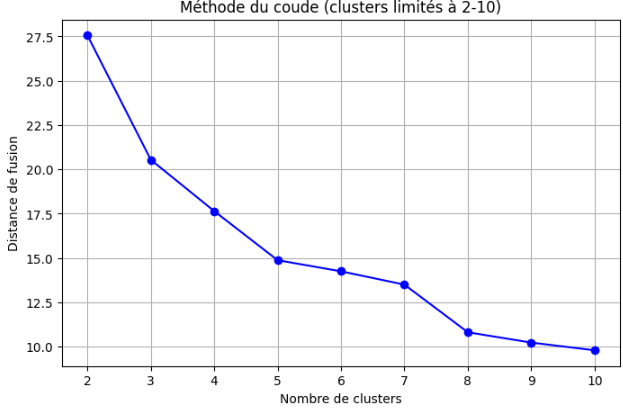 Méthode du coude (clusters limités à 2-10)
27.5
25.0
22.5
20.0
17.5
15.0
12.5
10.0
Distance de fusion
2 3 4 5 6 7 8 9 10
Nombre de clusters